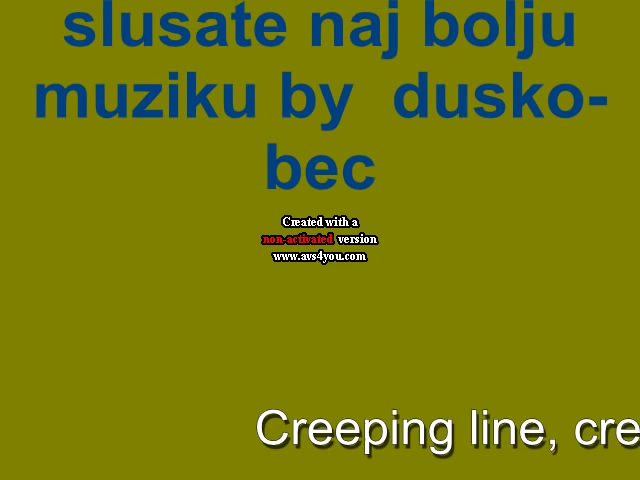 slusate naj bolju
muziku by dusko-
bec
Created with a
non-activated version
www.avs4you.com
Creeping line, cre